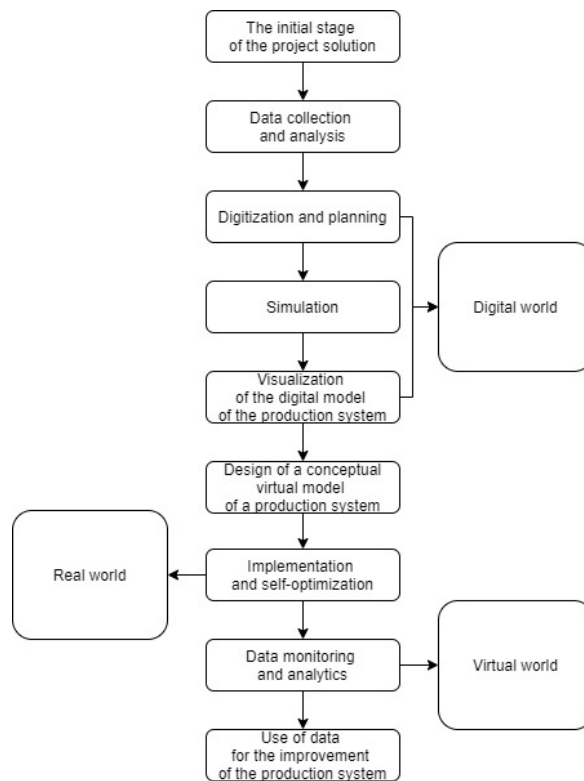 The initial stage
of the project solution
Data collection
and analysis
Digitization and planning
Simulation
Digital world
Visualization
of the digital model
of the production system
Design of a conceptual
virtual model
of a production system
Real world
Implementation
and self-optimization
Data monitoring
and analytics
Virtual world
Use of data
for the improvement
of the production system